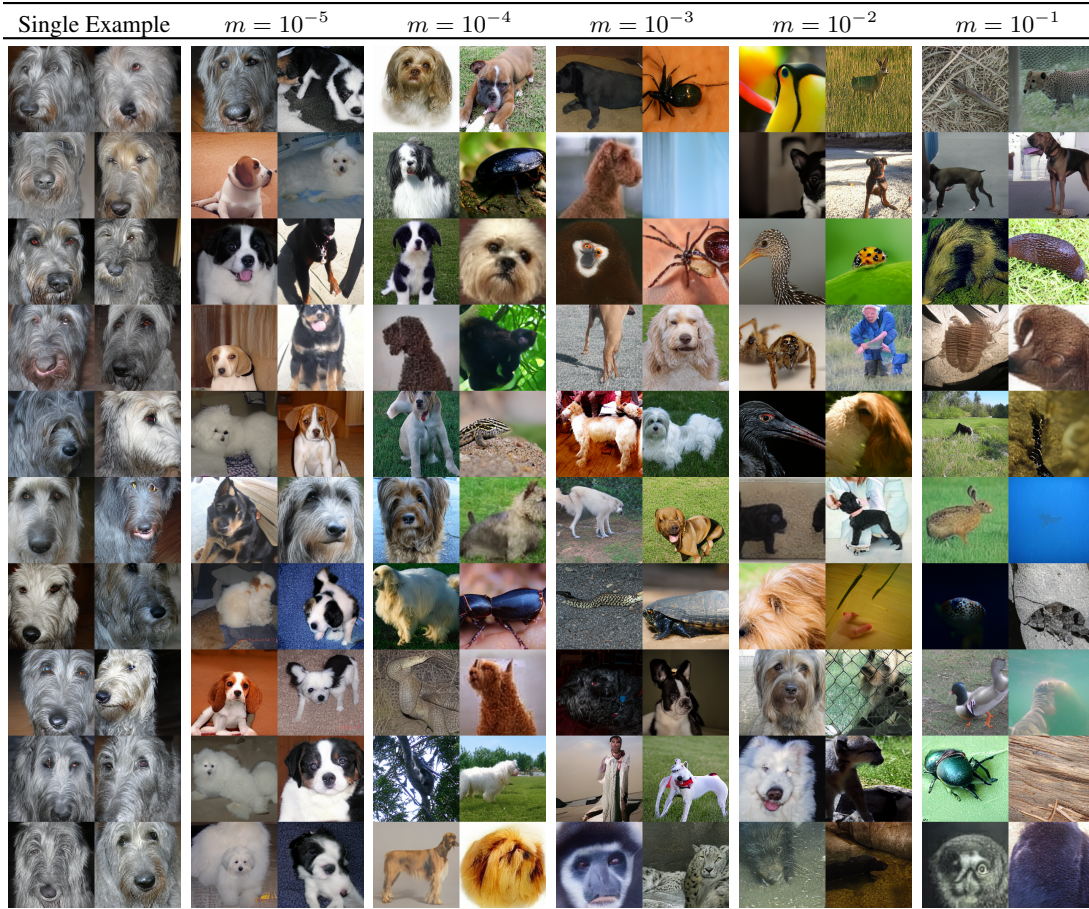 Single Example m = 10⁻⁵ m = 10⁻⁴ m = 10⁻³ m = 10⁻² m = 10⁻¹